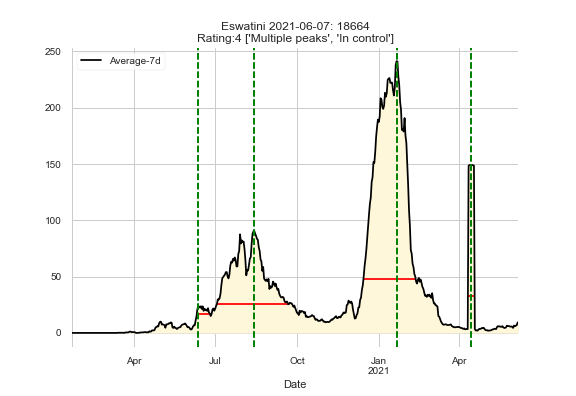 Eswatini 2021-06-07: 18664
Rating:4 ['Multiple peaks', 'In control']
Average-7d
250
200
150
100
50
0
Apr
Jul
Oct
Jan
2021
Apr
Date